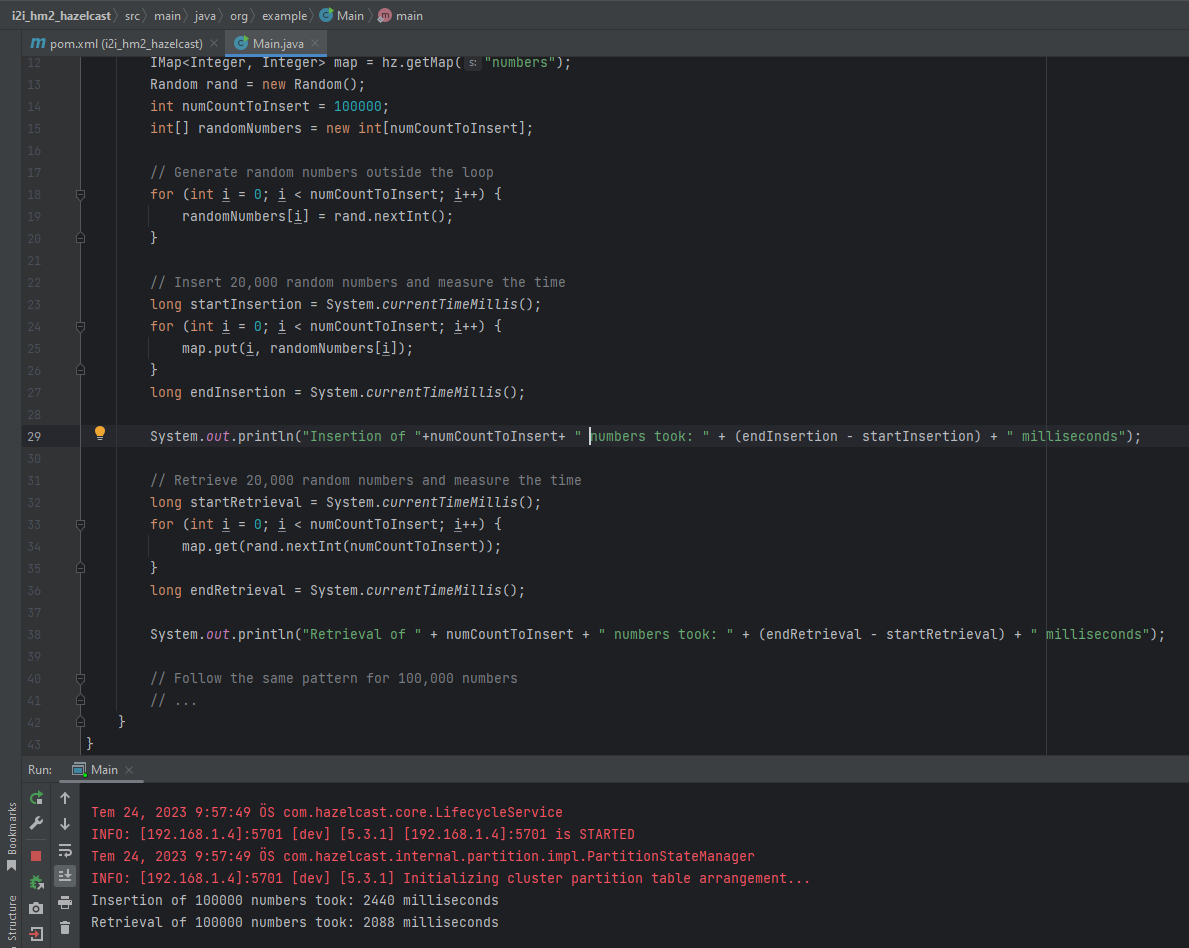 i2i_hm2_hazelcast src main java org example Main main
pom.xml (i2i_hm2_hazelcast) Main.java
12 IMap<Integer, Integer> map = hz.getMap( s: "numbers");
13 Random rand = new Random();
14 int numCountToInsert = 100000;
15 int[] randomNumbers = new int[numCountToInsert];
16
17 // Generate random numbers outside the loop
18 for (int i = 0; i < numCountToInsert; i++) {
19 randomNumbers[i] = rand.nextInt();
20 }
21
22 // Insert 20,000 random numbers and measure the time
23 long startInsertion = System.currentTimeMillis();
24 for (int i = 0; i < numCountToInsert; i++) {
25 map.put(i, randomNumbers[i]);
26 }
27 long endInsertion = System.currentTimeMillis();
28
29 System.out.println("Insertion of "+numCountToInsert+ " numbers took: " + (endInsertion - startInsertion) + " milliseconds");
30
31 // Retrieve 20,000 random numbers and measure the time
32 long startRetrieval = System.currentTimeMillis();
33 for (int i = 0; i < numCountToInsert; i++) {
34 map.get(rand.nextInt(numCountToInsert));
35 }
36 long endRetrieval = System.currentTimeMillis();
37
38 System.out.println("Retrieval of " + numCountToInsert + " numbers took: " + (endRetrieval - startRetrieval) + " milliseconds");
39
40 // Follow the same pattern for 100,000 numbers
41 // ...
42 }
43 }
Run: Main
Tem 24, 2023 9:57:49 ÖS com.hazelcast.core.LifecycleService
INFO: [192.168.1.4]:5701 [dev] [5.3.1] [192.168.1.4]:5701 is STARTED
Tem 24, 2023 9:57:49 ÖS com.hazelcast.internal.partition.impl.PartitionStateManager
INFO: [192.168.1.4]:5701 [dev] [5.3.1] Initializing cluster partition table arrangement...
Insertion of 100000 numbers took: 2440 milliseconds
Retrieval of 100000 numbers took: 2088 milliseconds
Bookmarks
Structure